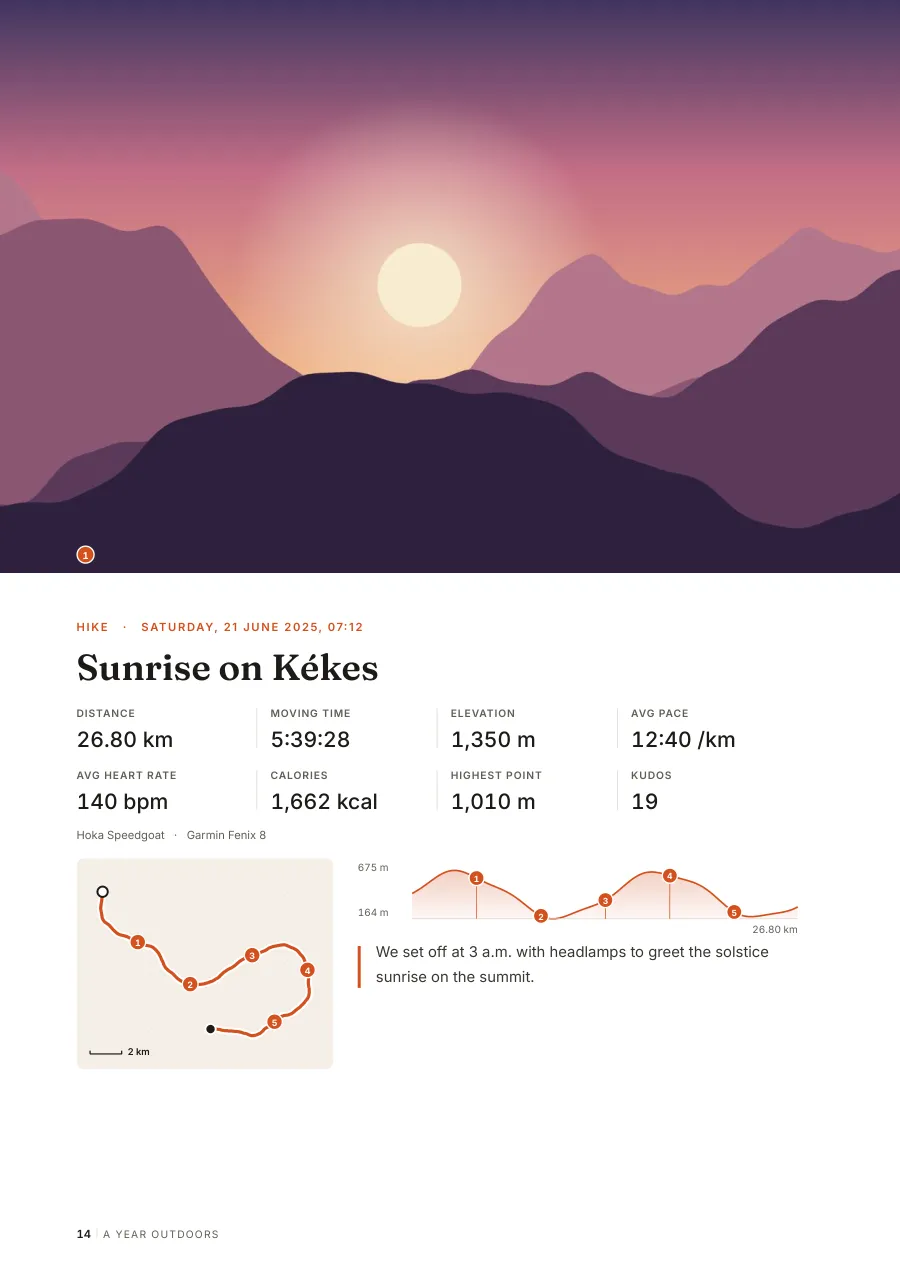 1
HIKE · SATURDAY, 21 JUNE 2025, 07:12
Sunrise on Kékes
DISTANCE MOVING TIME ELEVATION AVG PACE
26.80 km 5:39:28 1,350 m 12:40 /km
AVG HEART RATE CALORIES HIGHEST POINT KUDOS
140 bpm 1,662 kcal 1,010 m 19
Hoka Speedgoat · Garmin Fenix 8
1
2
3
4
5
2 km
675 m
164 m
1
2
3
4
5
26.80 km
We set off at 3 a.m. with headlamps to greet the solstice
sunrise on the summit.
14 A YEAR OUTDOORS